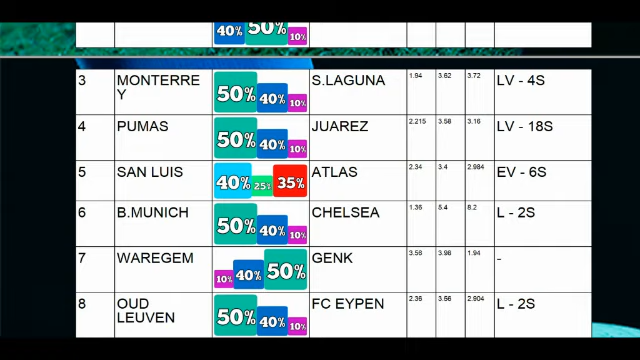 40% 50% 10%
3 MONTERRE 50% 40% 10% S.LAGUNA 1.94 3.62 3.72 LV - 4S
Y
4 PUMAS 50% 40% 10% JUAREZ 2.215 3.58 3.16 LV - 18S
5 SAN LUIS 40% 25% 35% ATLAS 2.34 3.4 2.984 EV - 6S
6 B.MUNICH 50% 40% 10% CHELSEA 1.36 5.4 8.2 L - 2S
7 WAREGEM 10% 40% 50% GENK 3.56 3.98 1.94 -
8 OUD 50% 40% 10% FC EYPEN 2.36 3.56 2.904 L - 2S
LEUVEN